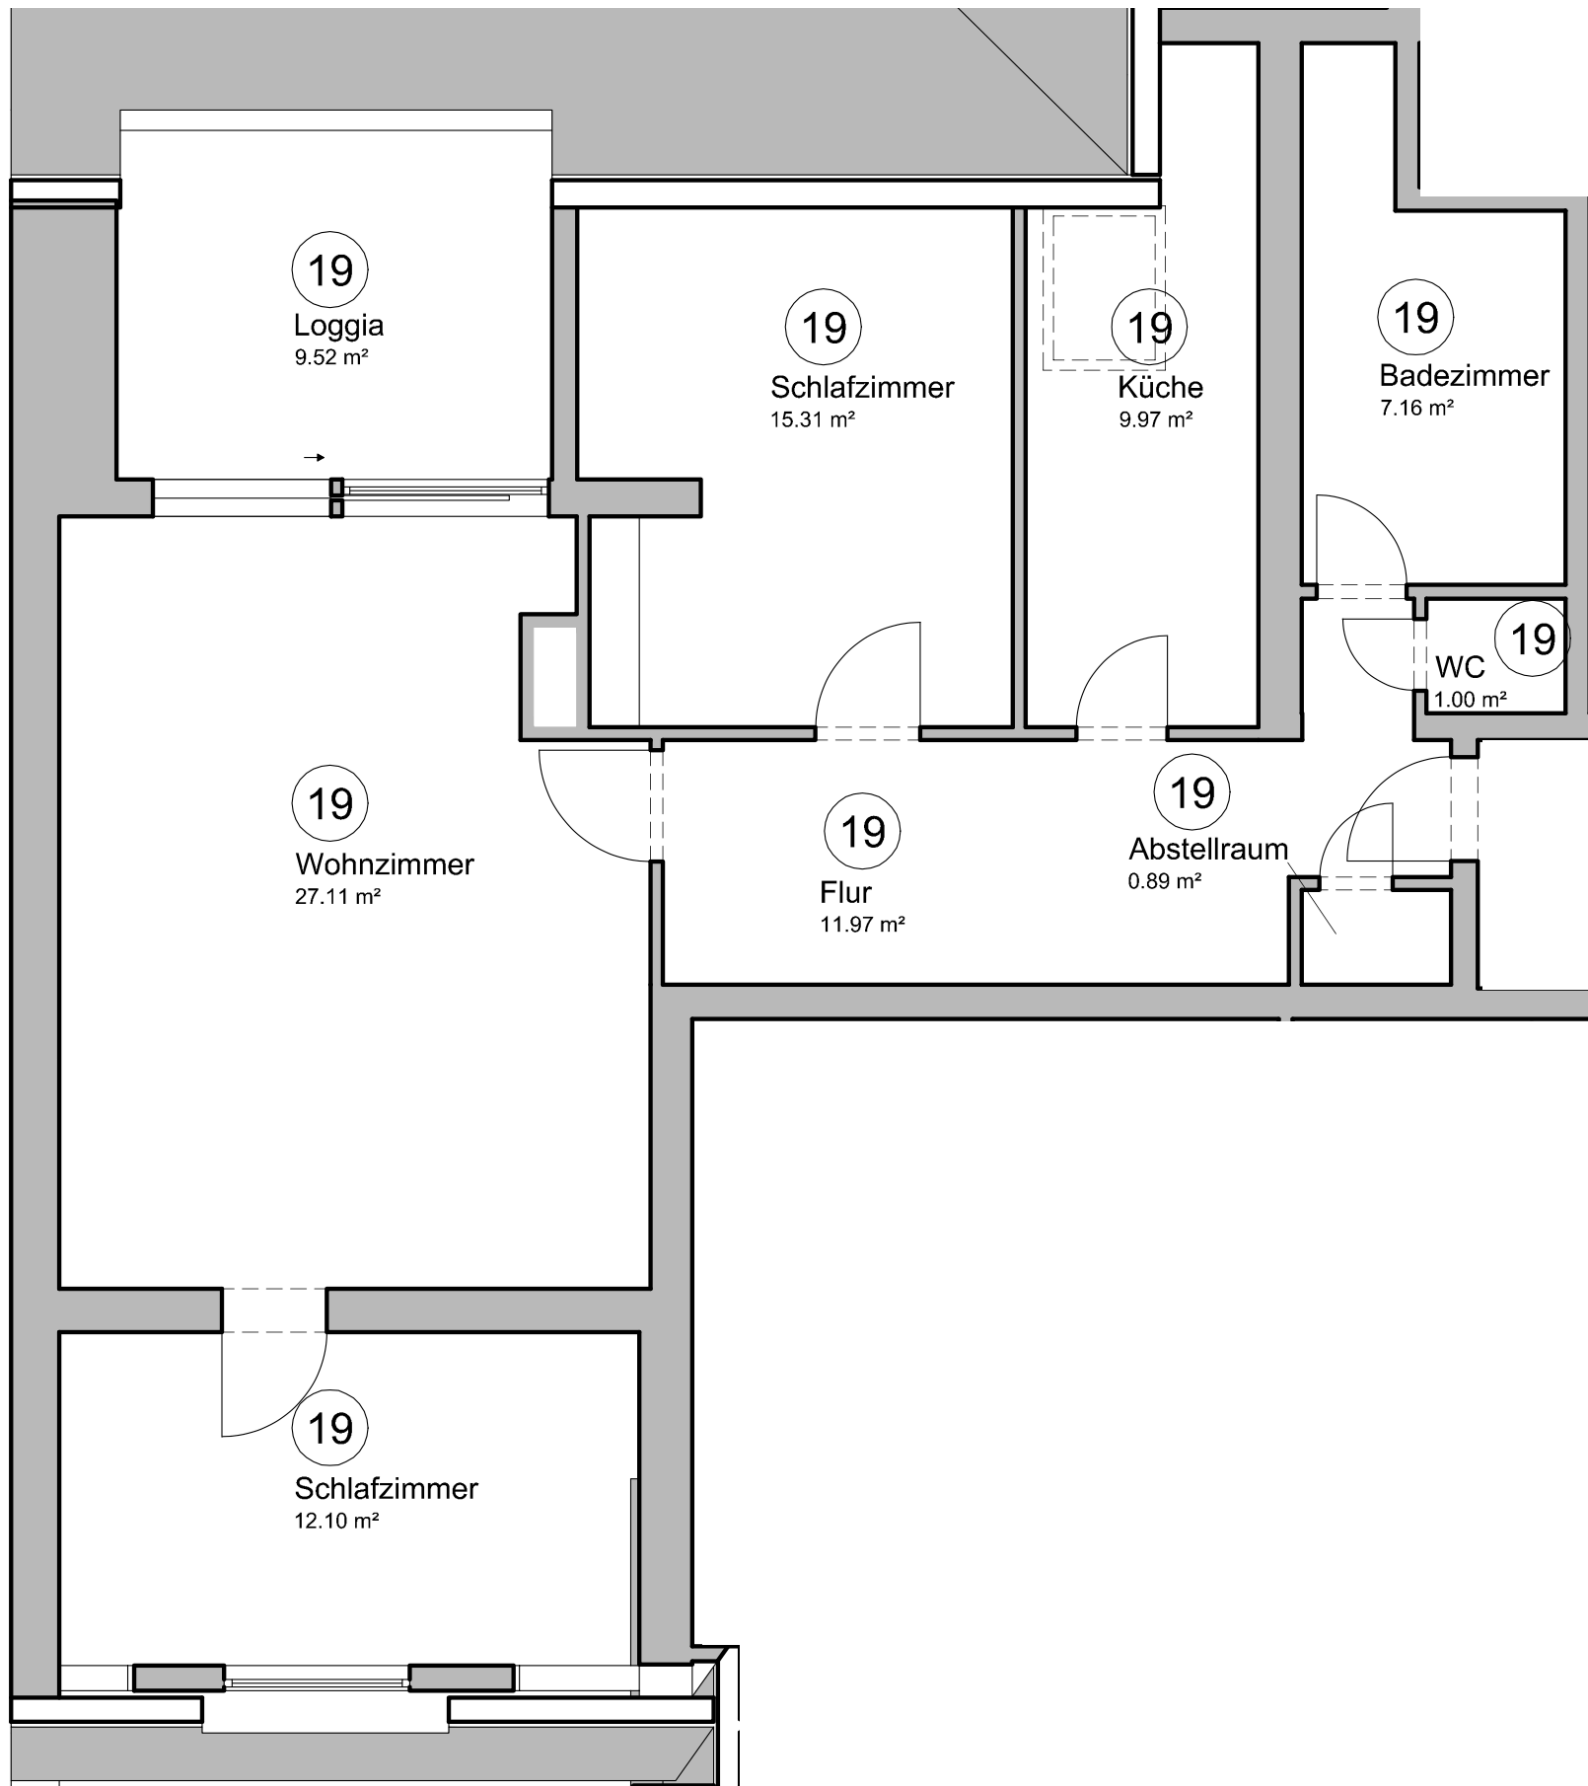 19
Loggia
9.52 m²
19
Schlafzimmer
15.31 m²
19
Küche
9.97 m²
19
Badezimmer
7.16 m²
19
WC
1.00 m²
19
Wohnzimmer
27.11 m²
19
Flur
11.97 m²
19
Abstellraum
0.89 m²
19
Schlafzimmer
12.10 m²